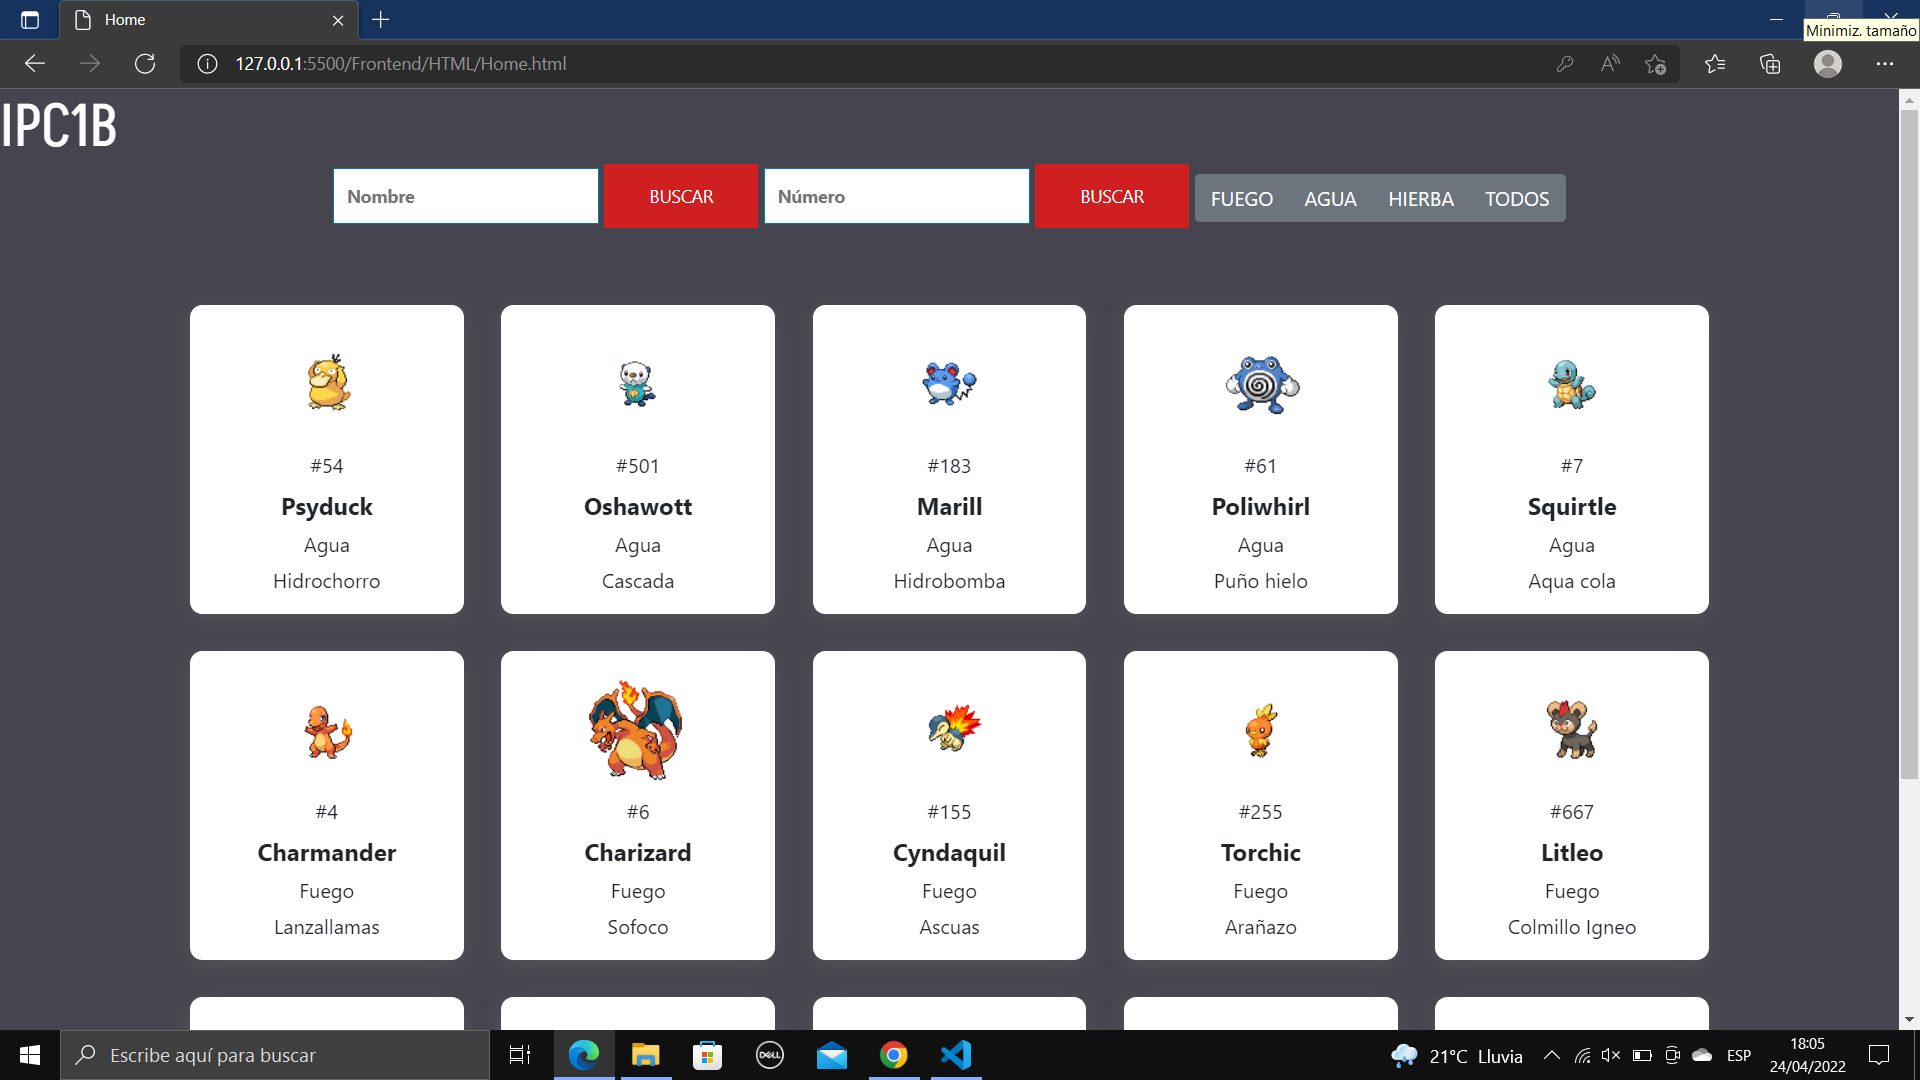 Home
Minimiz. tamaño
127.0.0.1:5500/Frontend/HTML/Home.html
IPC1B
Nombre BUSCAR Número BUSCAR FUEGO AGUA HIERBA TODOS
#54 #501 #183 #61 #7
Psyduck Oshawott Marill Poliwhirl Squirtle
Agua Agua Agua Agua Agua
Hidrochorro Cascada Hidrobomba Puño hielo Aqua cola
#4 #6 #155 #255 #667
Charmander Charizard Cyndaquil Torchic Litleo
Fuego Fuego Fuego Fuego Fuego
Lanzallamas Sofoco Ascuas Arañazo Colmillo Igneo
Escribe aquí para buscar DELL 21°C Lluvia ESP 18:05
24/04/2022